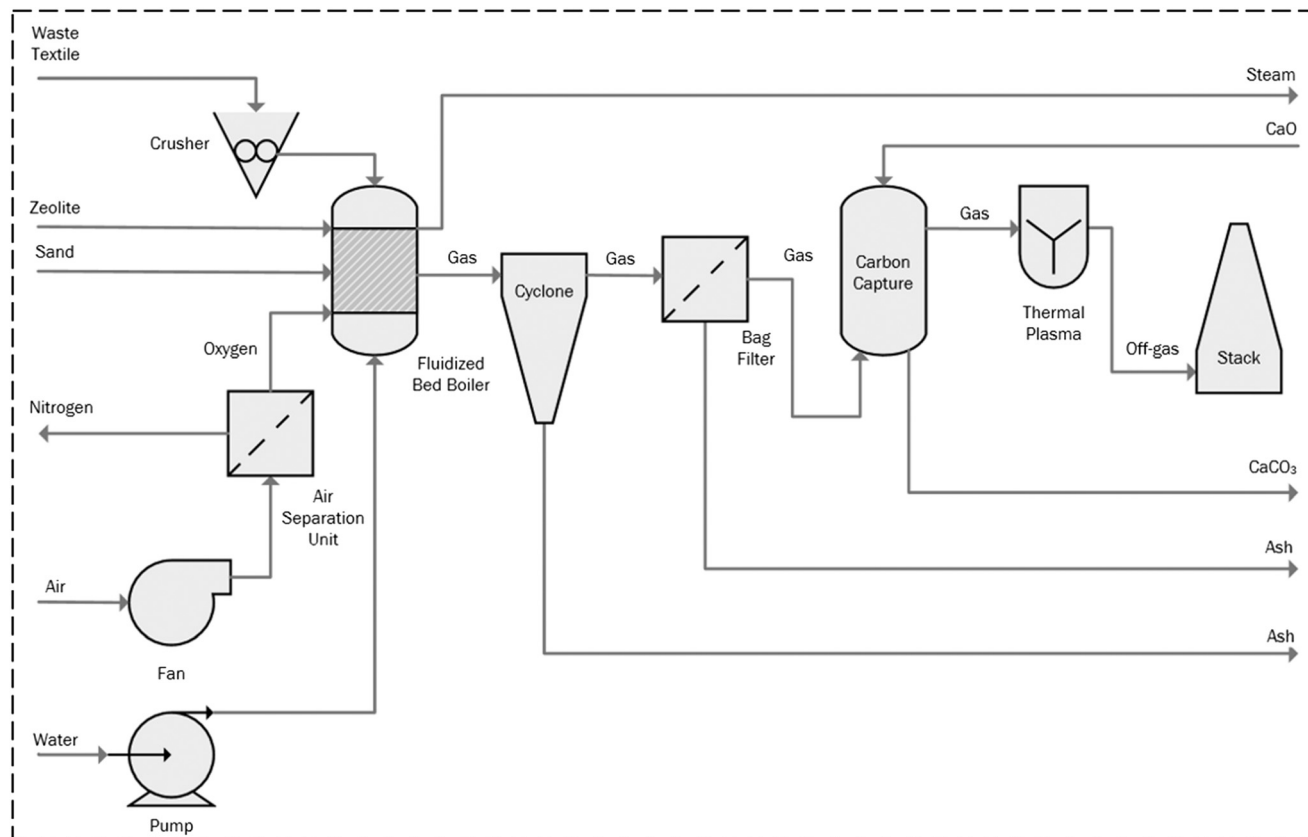 Waste
Textile
Steam
CaO
Crusher
Zeolite
Sand
Gas
Gas
Gas
Gas
Cyclone
Carbon
Capture
Thermal
Plasma
Bag
Filter
Oxygen
Fluidized
Bed Boiler
Off-gas
Stack
Nitrogen
Air
Separation
Unit
CaCO₃
Ash
Air
Ash
Fan
Water
Pump